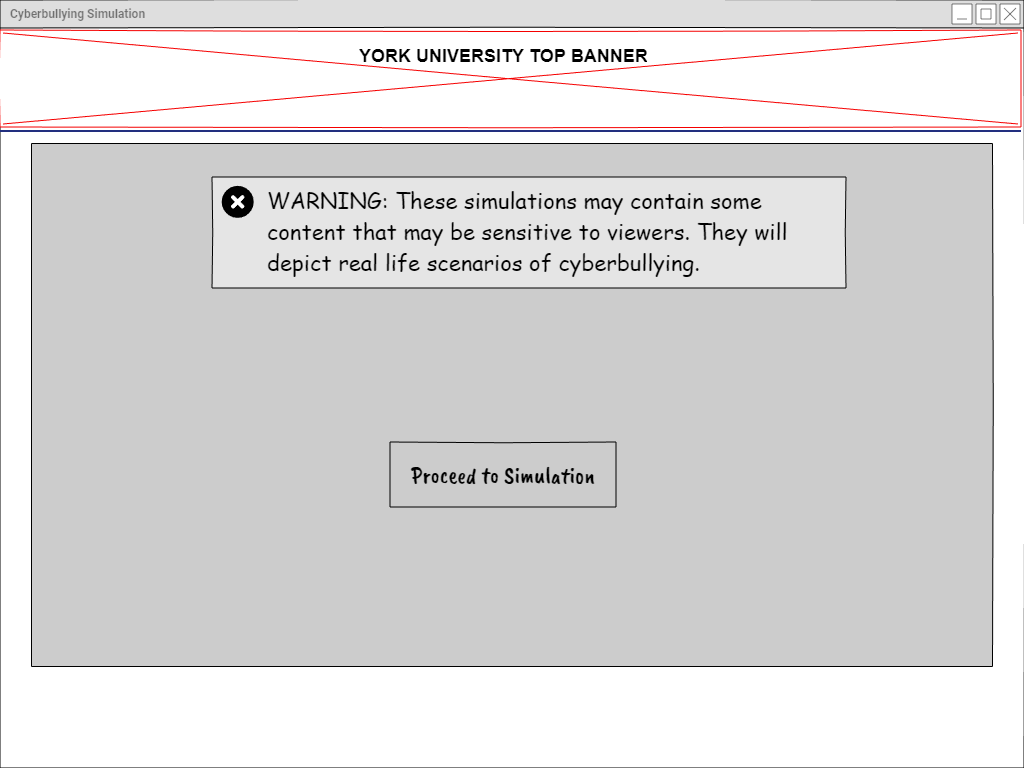 Cyberbullying Simulation
YORK UNIVERSITY TOP BANNER
WARNING: These simulations may contain some
content that may be sensitive to viewers. They will
depict real life scenarios of cyberbullying.
Proceed to Simulation